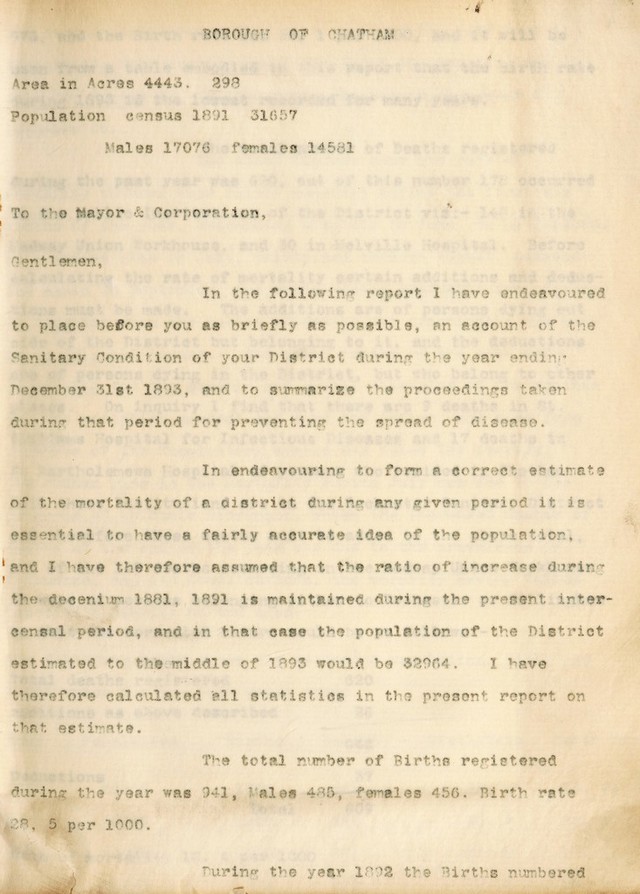 BOROUGH OF CHATHAM
Area in Acres 4443. 298
Population census 1891 31657
Males 17076 females 14581
To the Mayor & Corporation,
Gentlemen,
In the following report I have endeavoured
to place before you as briefly as possible, an account of the
Sanitary Condition of your District during the year ending
December 31st 1893, and to summarize the proceedings taken
during that period for preventing the spread of disease.
In endeavouring to form a correct estimate
of the mortality of a district during any given period it is
essential to have a fairly accurate idea of the population,
and I have therefore assumed that the ratio of increase during
the decenium 1881, 1891 is maintained during the present inter-
censal period, and in that case the population of the District
estimated to the middle of 1893 would be 32964. I have
therefore calculated all statistics in the present report on
that estimate.
The total number of Births registered
during the year was 941, Males 485, females 456. Birth rate
28, 5 per 1000.
During the year 1892 the Births numbered